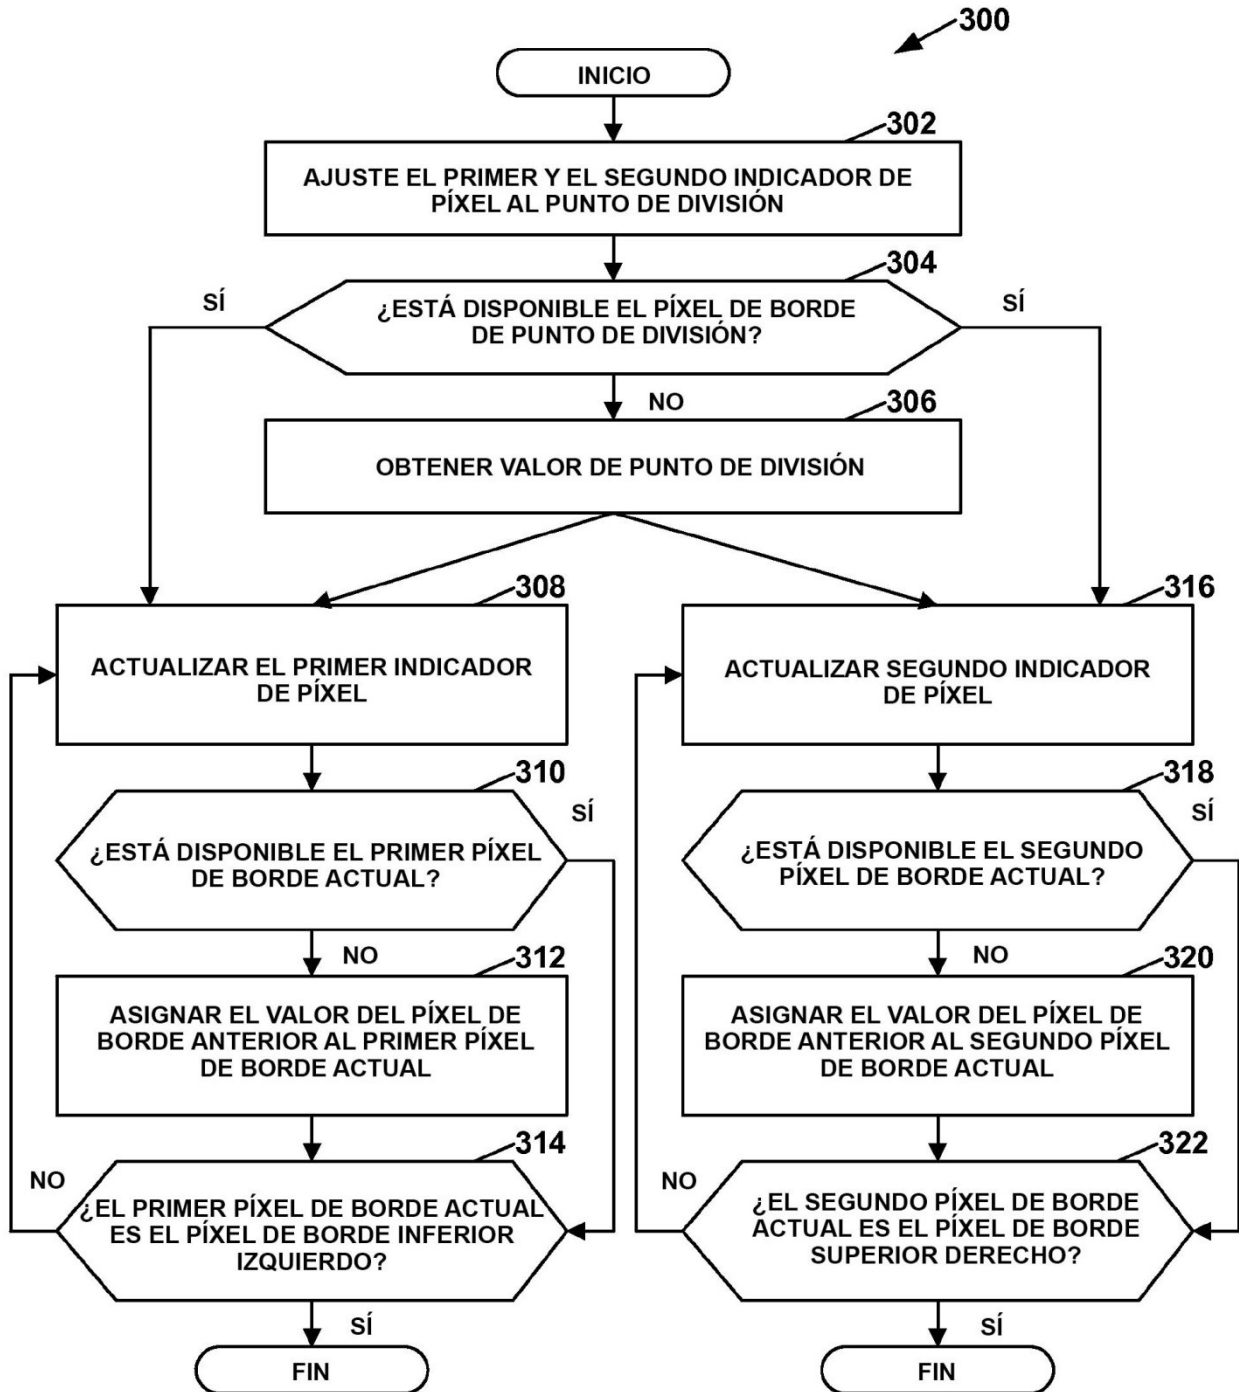 300
INICIO
302
AJUSTE EL PRIMER Y EL SEGUNDO INDICADOR DE
PÍXEL AL PUNTO DE DIVISIÓN
304
SÍ
¿ESTÁ DISPONIBLE EL PÍXEL DE BORDE
DE PUNTO DE DIVISIÓN?
SÍ
NO
306
OBTENER VALOR DE PUNTO DE DIVISIÓN
308
ACTUALIZAR EL PRIMER INDICADOR
DE PÍXEL
310
SÍ
¿ESTÁ DISPONIBLE EL PRIMER PÍXEL
DE BORDE ACTUAL?
NO
312
ASIGNAR EL VALOR DEL PÍXEL DE
BORDE ANTERIOR AL PRIMER PÍXEL
DE BORDE ACTUAL
314
NO
¿EL PRIMER PÍXEL DE BORDE ACTUAL
ES EL PÍXEL DE BORDE INFERIOR
IZQUIERDO?
SÍ
FIN
316
ACTUALIZAR SEGUNDO INDICADOR
DE PÍXEL
318
SÍ
¿ESTÁ DISPONIBLE EL SEGUNDO
PÍXEL DE BORDE ACTUAL?
NO
320
ASIGNAR EL VALOR DEL PÍXEL DE
BORDE ANTERIOR AL SEGUNDO PÍXEL
DE BORDE ACTUAL
322
NO
¿EL SEGUNDO PÍXEL DE BORDE
ACTUAL ES EL PÍXEL DE BORDE
SUPERIOR DERECHO?
SÍ
FIN